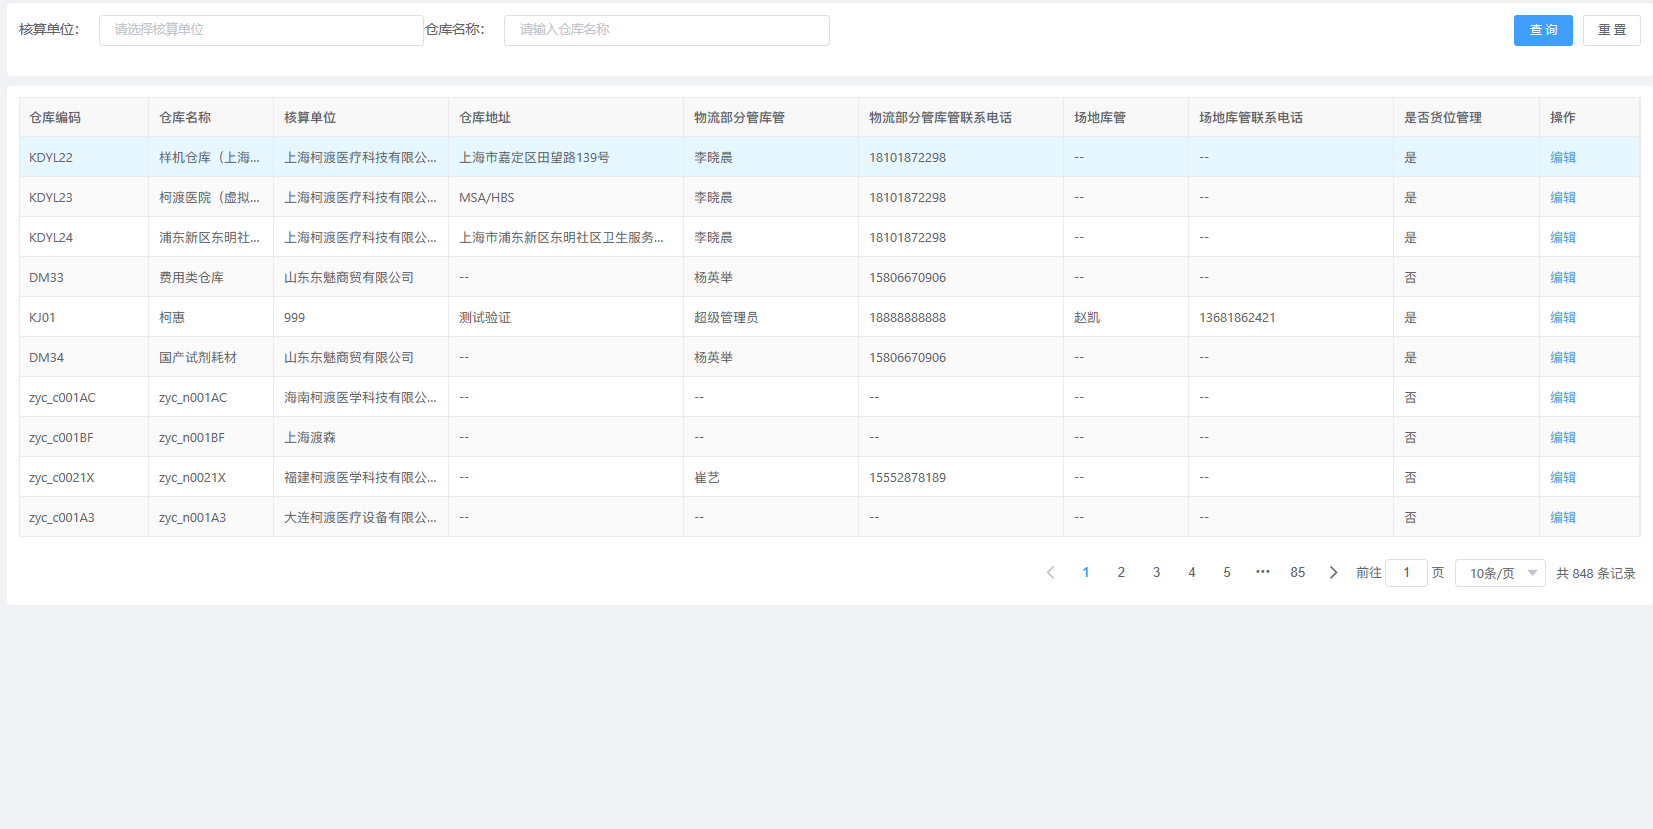 核算单位： 请选择核算单位 仓库名称： 请输入仓库名称 查询 重置
仓库编码 仓库名称 核算单位 仓库地址 物流部分管库管 物流部分管库管联系电话 场地库管 场地库管联系电话 是否货位管理 操作
KDYL22 样机仓库（上海... 上海柯渡医疗科技有限公... 上海市嘉定区田望路139号 李晓晨 18101872298 -- -- 是 编辑
KDYL23 柯渡医院（虚拟... 上海柯渡医疗科技有限公... MSA/HBS 李晓晨 18101872298 -- -- 是 编辑
KDYL24 浦东新区东明社... 上海柯渡医疗科技有限公... 上海市浦东新区东明社区卫生服务... 李晓晨 18101872298 -- -- 是 编辑
DM33 费用类仓库 山东东魅商贸有限公司 -- 杨英举 15806670906 -- -- 否 编辑
KJ01 柯惠 999 测试验证 超级管理员 18888888888 赵凯 13681862421 是 编辑
DM34 国产试剂耗材 山东东魅商贸有限公司 -- 杨英举 15806670906 -- -- 是 编辑
zyc_c001AC zyc_n001AC 海南柯渡医学科技有限公... -- -- -- -- -- 否 编辑
zyc_c001BF zyc_n001BF 上海渡森 -- -- -- -- -- 否 编辑
zyc_c0021X zyc_n0021X 福建柯渡医学科技有限公... -- 崔艺 15552878189 -- -- 否 编辑
zyc_c001A3 zyc_n001A3 大连柯渡医疗设备有限公... -- -- -- -- -- 否 编辑
1 2 3 4 5 ••• 85 前往 1 页 10条/页 共 848 条记录